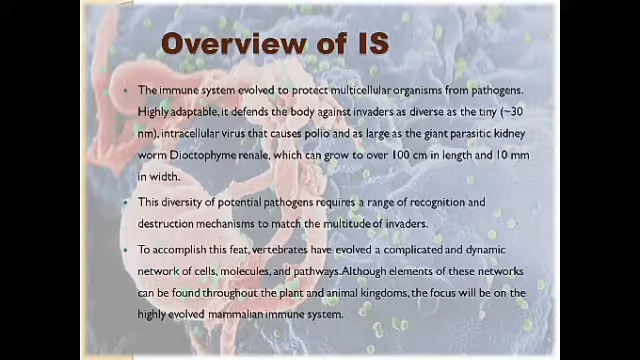 Overview of IS
The immune system evolved to protect multicellular organisms from pathogens.
Highly adaptable, it defends the body against invaders as diverse as the tiny (~30
nm), intracellular virus that causes polio and as large as the giant parasitic kidney
worm Dioctophyme renale, which can grow to over 100 cm in length and 10 mm
in width.
This diversity of potential pathogens requires a range of recognition and
destruction mechanisms to match the multitude of invaders.
To accomplish this feat, vertebrates have evolved a complicated and dynamic
network of cells, molecules, and pathways. Although elements of these networks
can be found throughout the plant and animal kingdoms, the focus will be on the
highly evolved mammalian immune system.